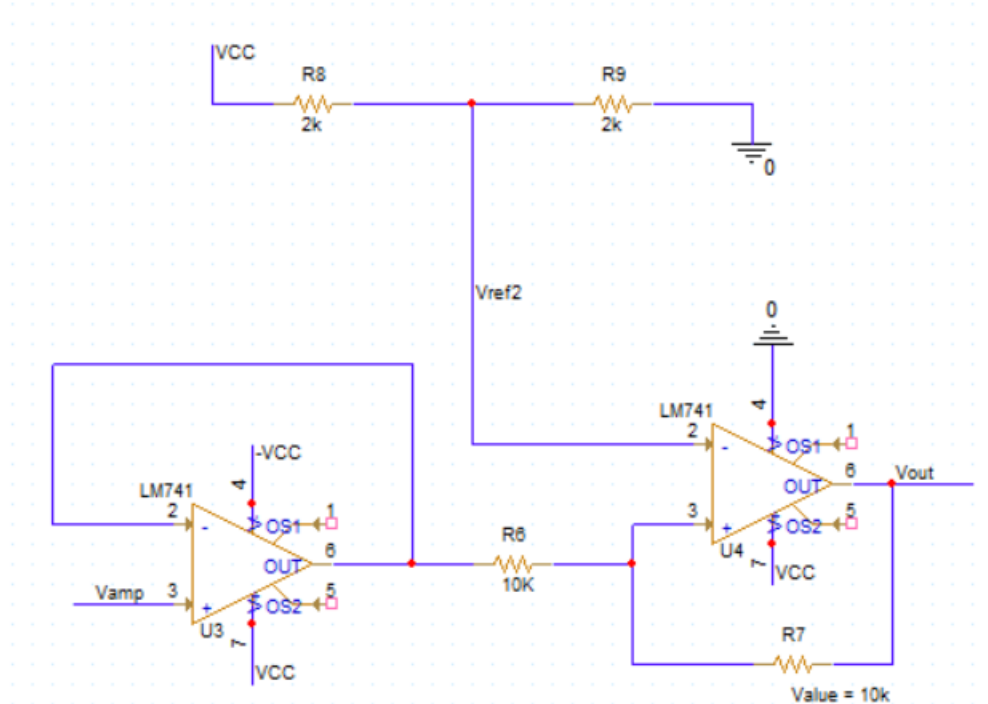 VCC
R8
R9
2k
2k
0
Vref2
0
LM741
4
2
1
-
OS1
6
Vout
OUT
3
5
+
OS2
U4
7
VCC
-VCC
4
LM741
2
1
-
OS1
6
OUT
R6
10K
Vamp
3
5
+
OS2
U3
7
VCC
R7
Value = 10k